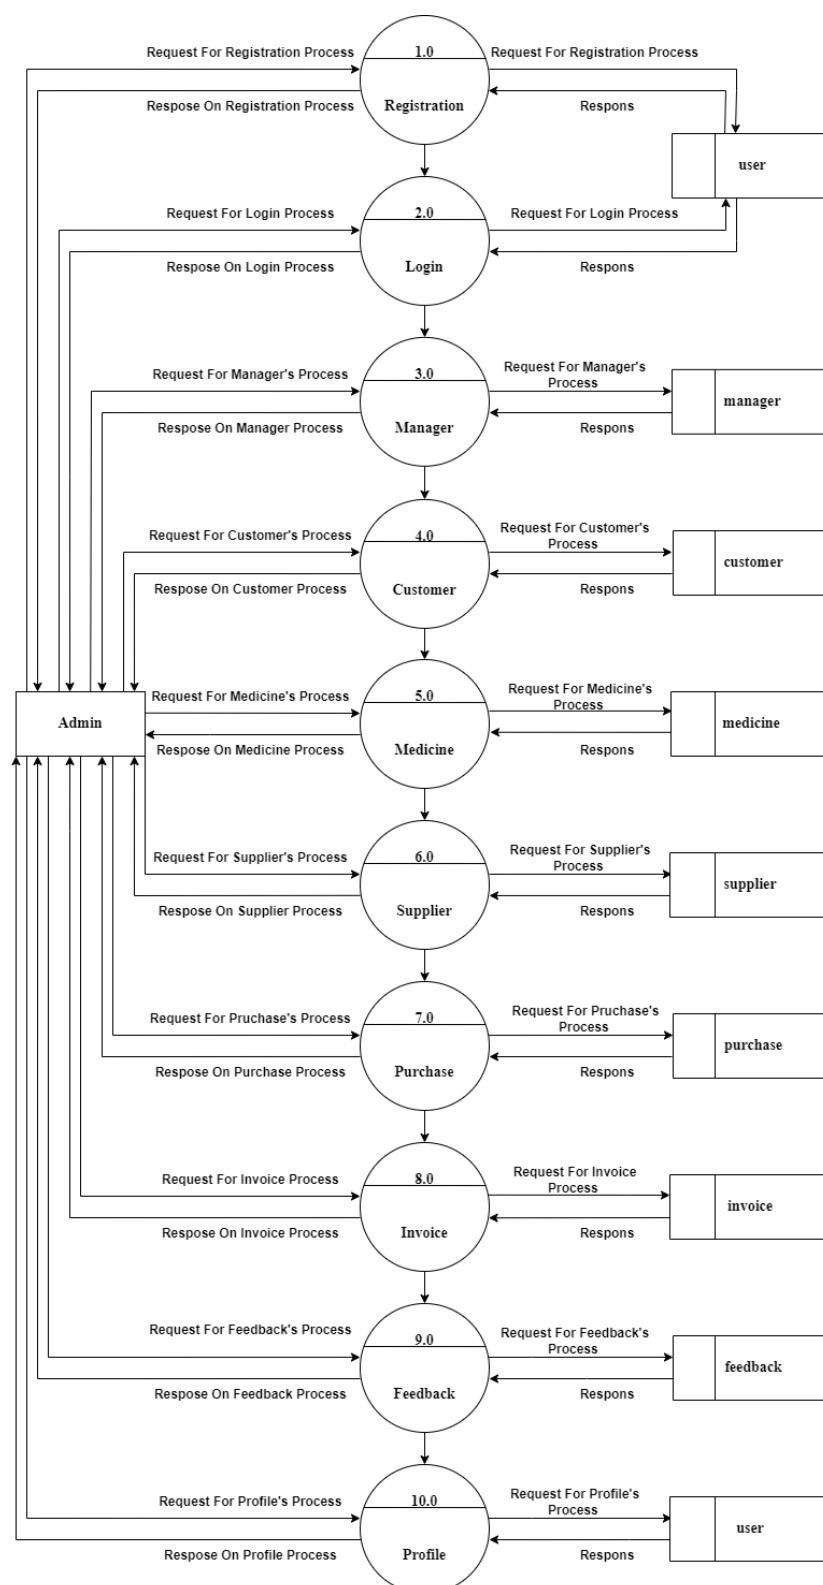 1.0
Request For Registration Process
Request For Registration Process
Respose On Registration Process
Registration
Respons
user
2.0
Request For Login Process
Request For Login Process
Respose On Login Process
Login
Respons
3.0
Request For Manager's Process
Request For Manager's
Process
manager
Respose On Manager Process
Manager
Respons
4.0
Request For Customer's Process
Request For Customer's
Process
customer
Respose On Customer Process
Customer
Respons
Admin
5.0
Request For Medicine's Process
Request For Medicine's
Process
medicine
Respose On Medicine Process
Medicine
Respons
6.0
Request For Supplier's Process
Request For Supplier's
Process
supplier
Respose On Supplier Process
Supplier
Respons
7.0
Request For Pruchase's Process
Request For Pruchase's
Process
purchase
Respose On Purchase Process
Purchase
Respons
8.0
Request For Invoice Process
Request For Invoice
Process
invoice
Respose On Invoice Process
Invoice
Respons
9.0
Request For Feedback's Process
Request For Feedback's
Process
feedback
Respose On Feedback Process
Feedback
Respons
10.0
Request For Profile's Process
Request For Profile's
Process
user
Respose On Profile Process
Profile
Respons